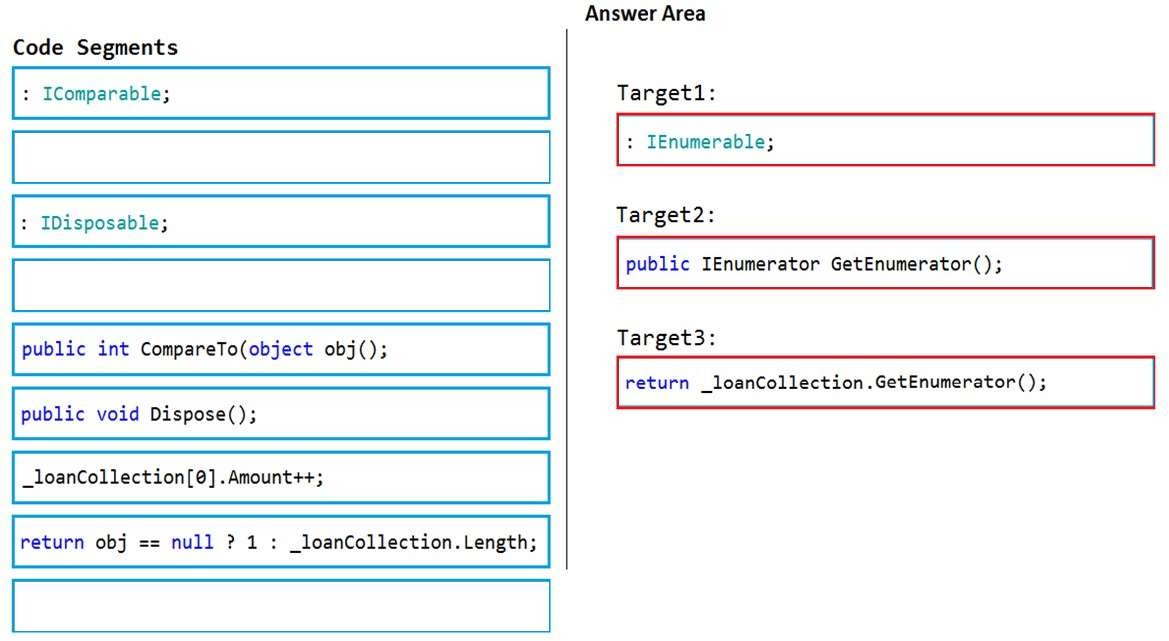 Answer Area
Code Segments
: IComparable;
: IDisposable;
public int CompareTo(object obj();
public void Dispose();
_loanCollection[0].Amount++;
return obj == null ? 1 : _loanCollection.Length;
Target1:
: IEnumerable;
Target2:
public IEnumerator GetEnumerator();
Target3:
return _loanCollection.GetEnumerator();